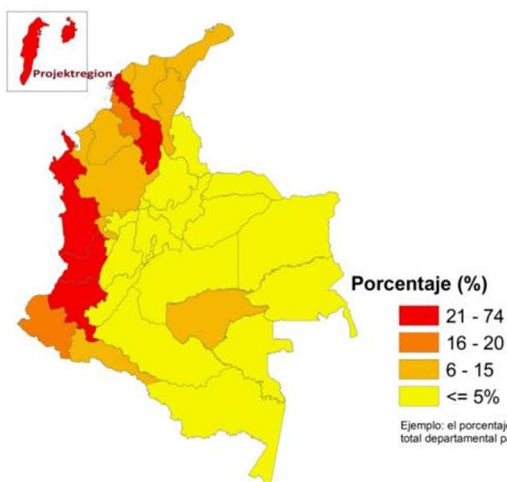 Projektregion
Porcentaje (%)
21 - 74
16 - 20
6 - 15
<= 5%
Ejemplo: el porcentaje
total departamental